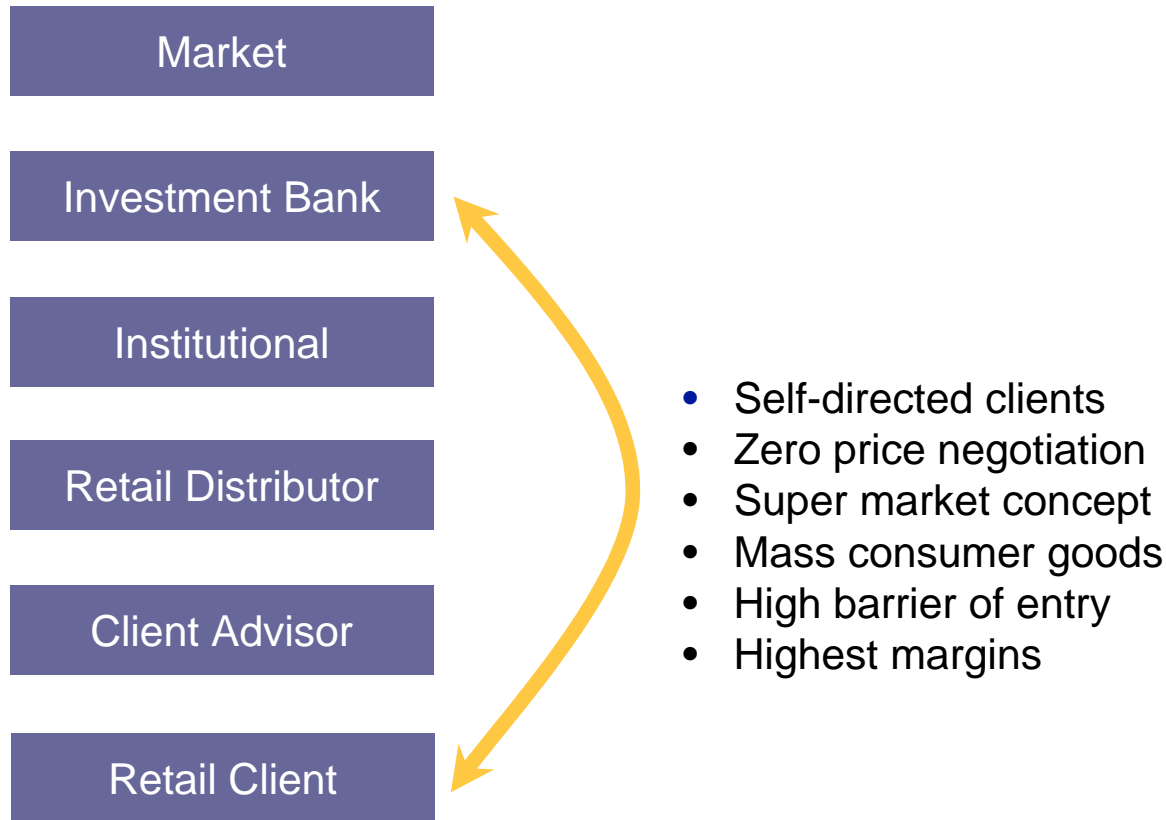 Market
Investment Bank
Institutional
Retail Distributor
Client Advisor
Retail Client
• Self-directed clients
• Zero price negotiation
• Super market concept
• Mass consumer goods
• High barrier of entry
• Highest margins